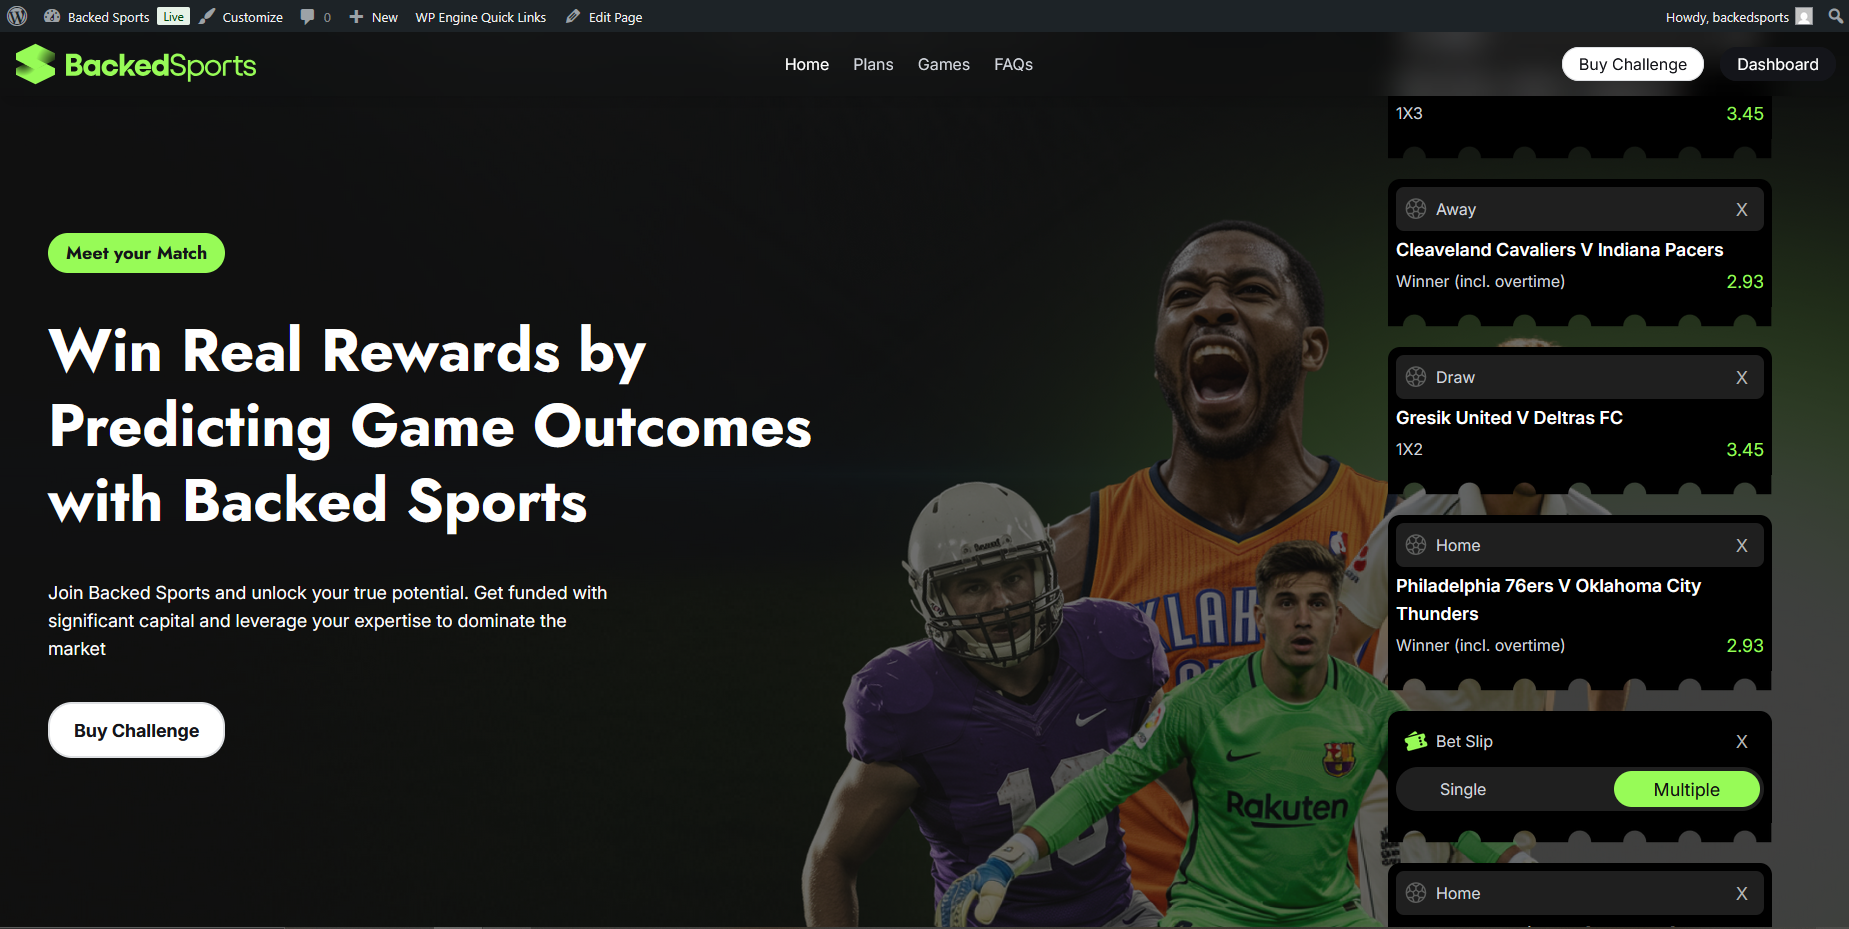 Backed Sports Live Customize 0 New WP Engine Quick Links Edit Page Howdy, backedsports
BackedSports Home Plans Games FAQs Buy Challenge Dashboard
Meet your Match
Win Real Rewards by
Predicting Game Outcomes
with Backed Sports
Join Backed Sports and unlock your true potential. Get funded with
significant capital and leverage your expertise to dominate the
market
Buy Challenge
KLAH
Rakuten
1X3 3.45
Away X
Cleaveland Cavaliers V Indiana Pacers
Winner (incl. overtime) 2.93
Draw X
Gresik United V Deltras FC
1X2 3.45
Home X
Philadelphia 76ers V Oklahoma City
Thunders
Winner (incl. overtime) 2.93
Bet Slip X
Single Multiple
Home X